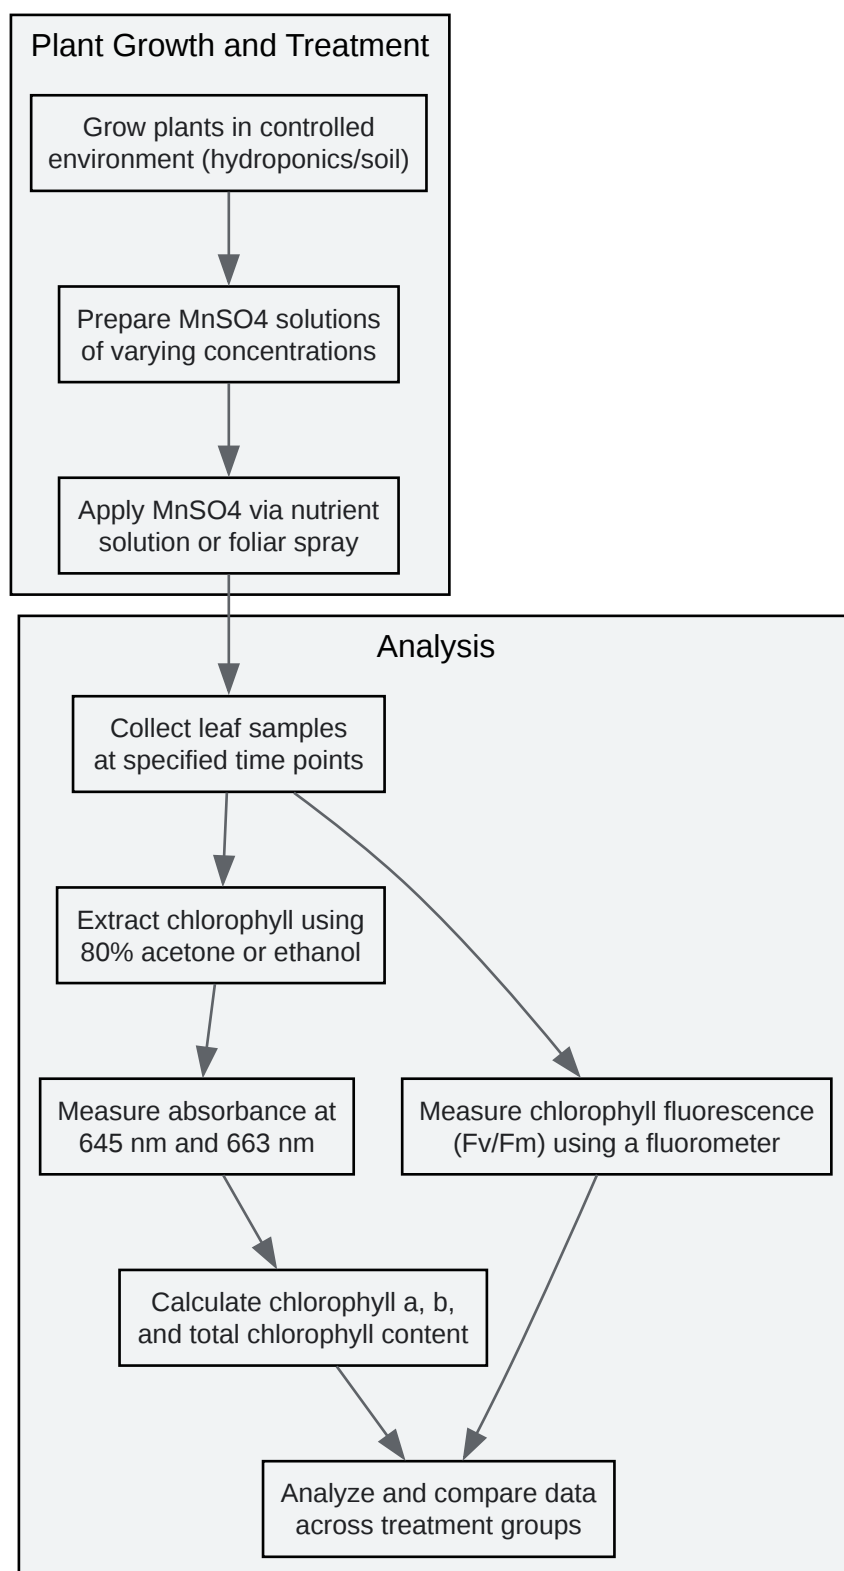 Plant Growth and Treatment
Grow plants in controlled
environment (hydroponics/soil)
Prepare MnSO4 solutions
of varying concentrations
Apply MnSO4 via nutrient
solution or foliar spray
Analysis
Collect leaf samples
at specified time points
Extract chlorophyll using
80% acetone or ethanol
Measure absorbance at
645 nm and 663 nm
Measure chlorophyll fluorescence
(Fv/Fm) using a fluorometer
Calculate chlorophyll a, b,
and total chlorophyll content
Analyze and compare data
across treatment groups